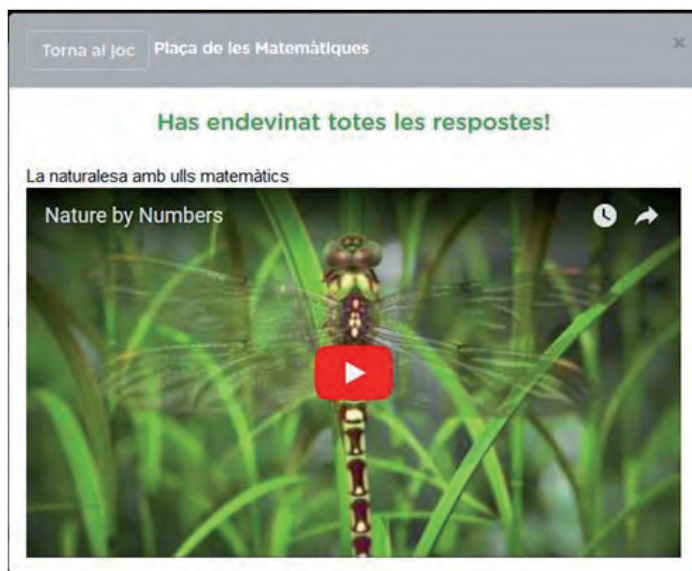 Torna al joc Plaça de les Matemàtiques ×
Has endevinat totes les respostes!
La naturalesa amb ulls matemàtics
Nature by Numbers